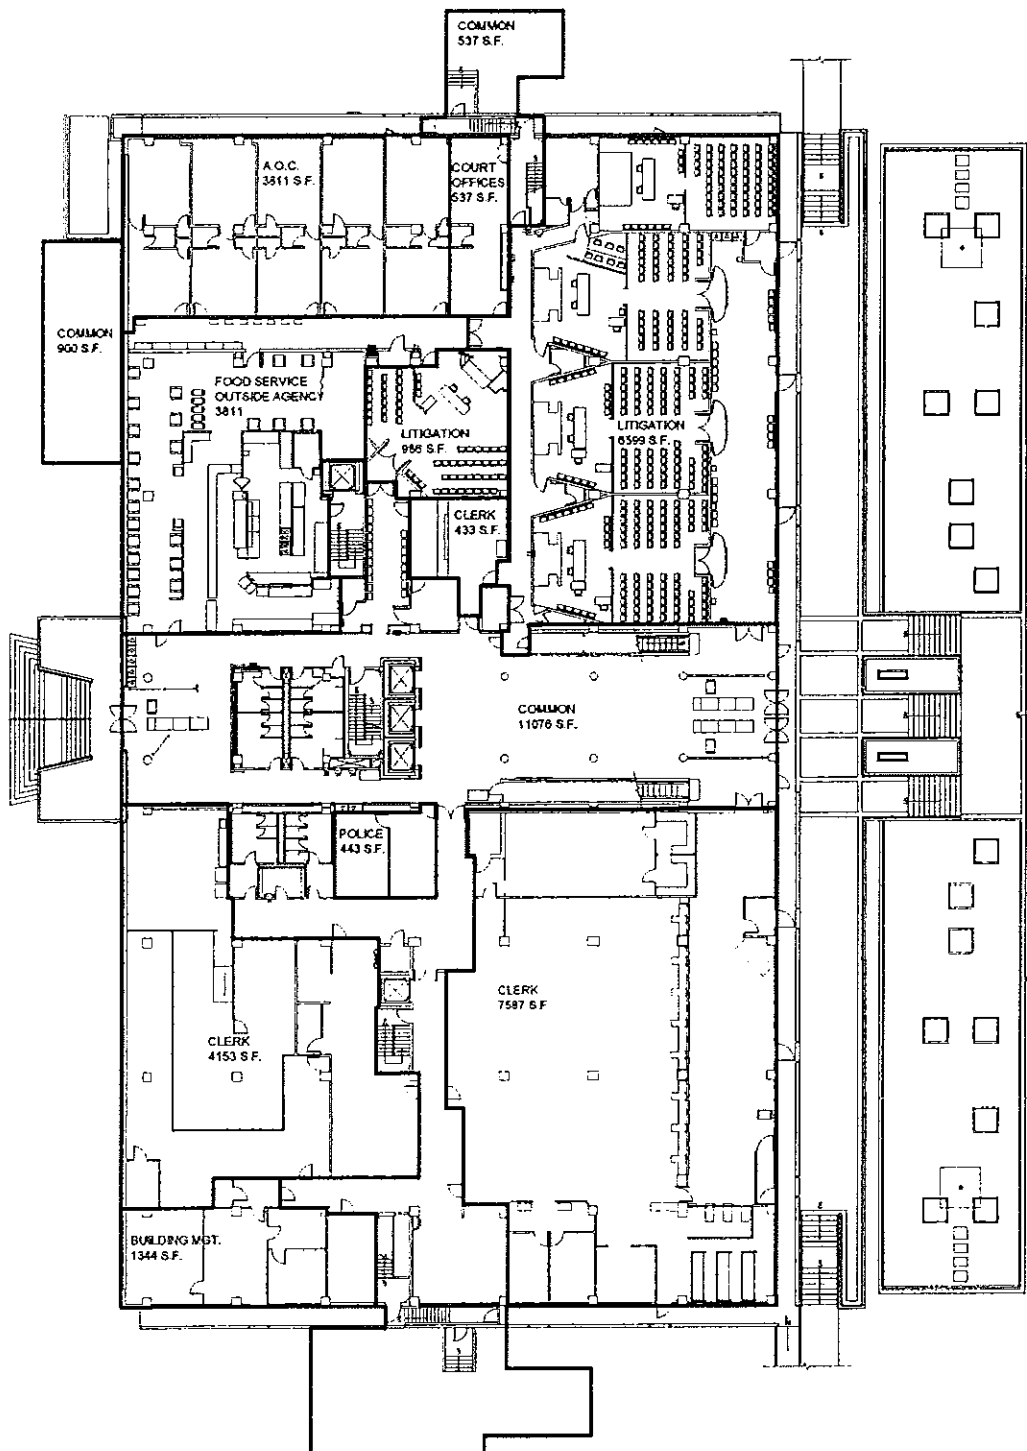 COMMON
537 S.F.
A.O.C.
3811 S.F.
COURT
OFFICES
537 S.F.
COMMON
900 S.F.
FOOD SERVICE
OUTSIDE AGENCY
3811
LITIGATION
986 S.F.
LITIGATION
6599 S.F.
CLERK
433 S.F.
COMMON
11076 S.F.
POLICE
443 S.F.
CLERK
7587 S.F
CLERK
4153 S.F.
BUILDING MGT.
1344 S.F.